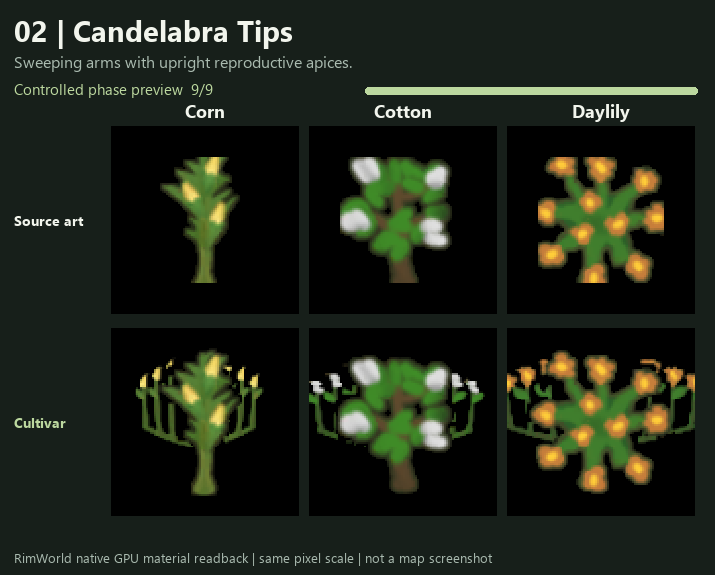 02 | Candelabra Tips
Sweeping arms with upright reproductive apices.
Controlled phase preview 9/9
Corn Cotton Daylily
Source art
Cultivar
RimWorld native GPU material readback | same pixel scale | not a map screenshot